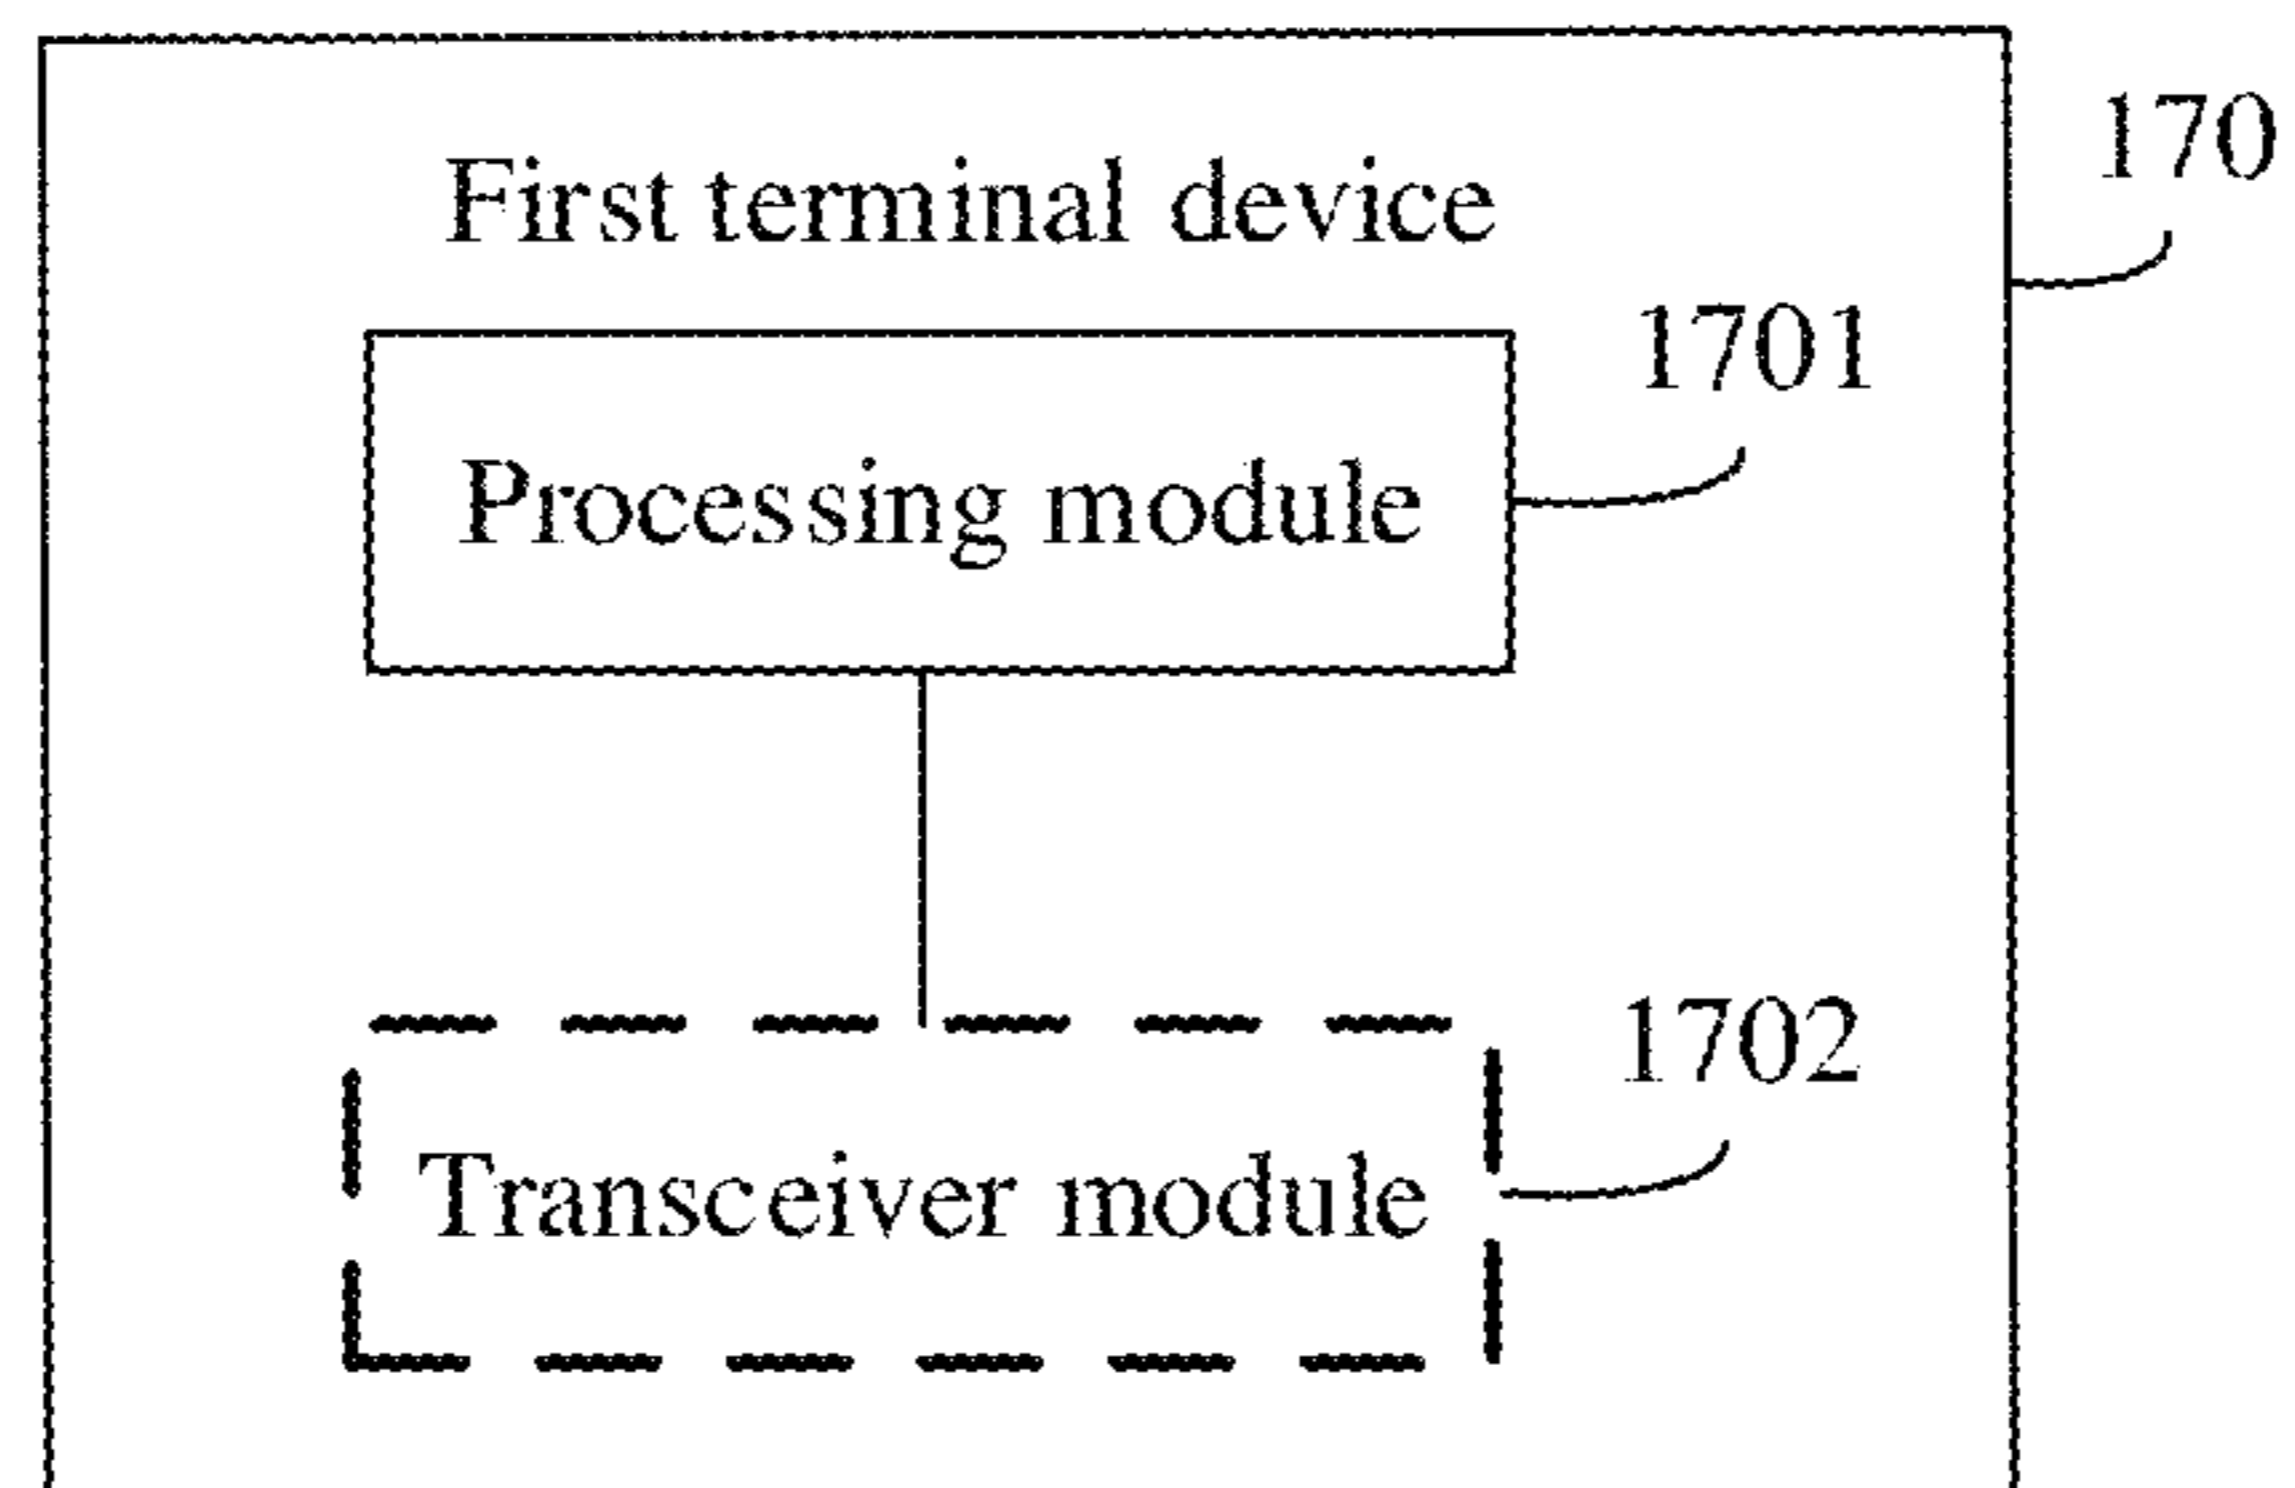 170
First terminal device
1701
Processing module
1702
Transceiver module